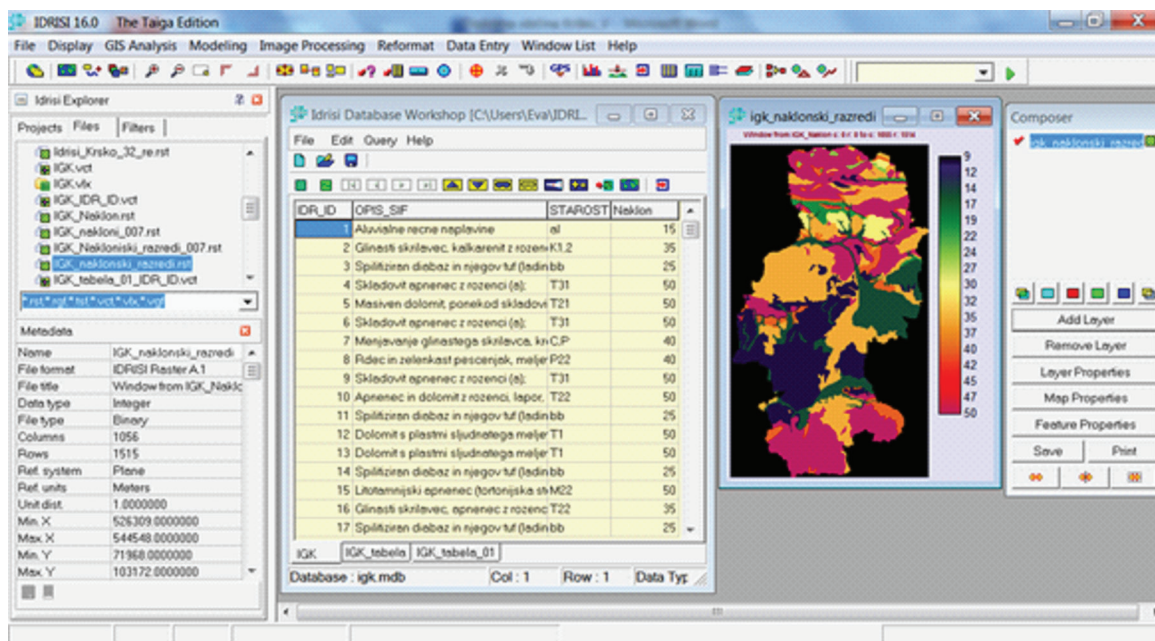 IDRISI 16.0 The Taiga Edition
File Display GIS Analysis Modeling Image Processing Reformat Data Entry Window List Help
Idrisi Explorer
Projects Files Filters
Idrisi_Krsko_32_re.rst
IGK.vct
IGK.vlx
IGK_IDR_ID.vct
IGK_Naklon.rst
IGK_nakloni_007.rst
IGK_Nakloniski_razredi_007.rst
IGK_naklonski_razredi.rst
IGK_tabela_01_IDR_ID.vct
*.rst*.rgf*.tst*.vct*.vlx*.vgf
Metadata
Name IGK_naklonski_razredi
File format IDRISI Raster A.1
File title Window from IGK_Naklc
Data type Integer
File type Binary
Columns 1056
Rows 1515
Ref. system Plane
Ref. units Meters
Unit dist. 1.0000000
Min. X 526309.0000000
Max. X 544548.0000000
Min. Y 71968.0000000
Max. Y 103172.0000000
Idrisi Database Workshop [C:\Users\Eva\IDRI...
File Edit Query Help
IDR_ID OPIS_SIF STAROST Naklon
1 Aluvialne recne naplavine al 15
2 Glinasti skrilavec, kalkarenit z rozeni K1,2 35
3 Spilitiziran diabaz in njegov tuf (ladin bb 25
4 Skladovit apnenec z rozenci (a); T31 50
5 Masiven dolomit, ponekod skladovi T21 50
6 Skladovit apnenec z rozenci (a); T31 50
7 Menjavanje glinastega skrilavca, kr C,P 40
8 Rdec in zelenkast pescenjak, melje P22 40
9 Skladovit apnenec z rozenci (a); T31 50
10 Apnenec in dolomit z rozenci, lapor, T22 50
11 Spilitiziran diabaz in njegov tuf (ladin bb 25
12 Dolomit s plastmi sljudnatega melje T1 50
13 Dolomit s plastmi sljudnatega melje T1 50
14 Spilitiziran diabaz in njegov tuf (ladin bb 25
15 Litotamnijski apnenec (tortonijska st M22 50
16 Glinasti skrilavec, apnenec z rozenc T22 35
17 Spilitiziran diabaz in njegov tuf (ladin bb 25
IGK IGK_tabela IGK_tabela_01
Database : igk.mdb Col : 1 Row : 1 Data Typ
igk_naklonski_razredi
9
12
14
15
17
19
22
24
27
30
32
35
37
40
42
45
47
50
Composer
igk_naklonski_razred
Add Layer
Remove Layer
Layer Properties
Map Properties
Feature Properties
Save Print